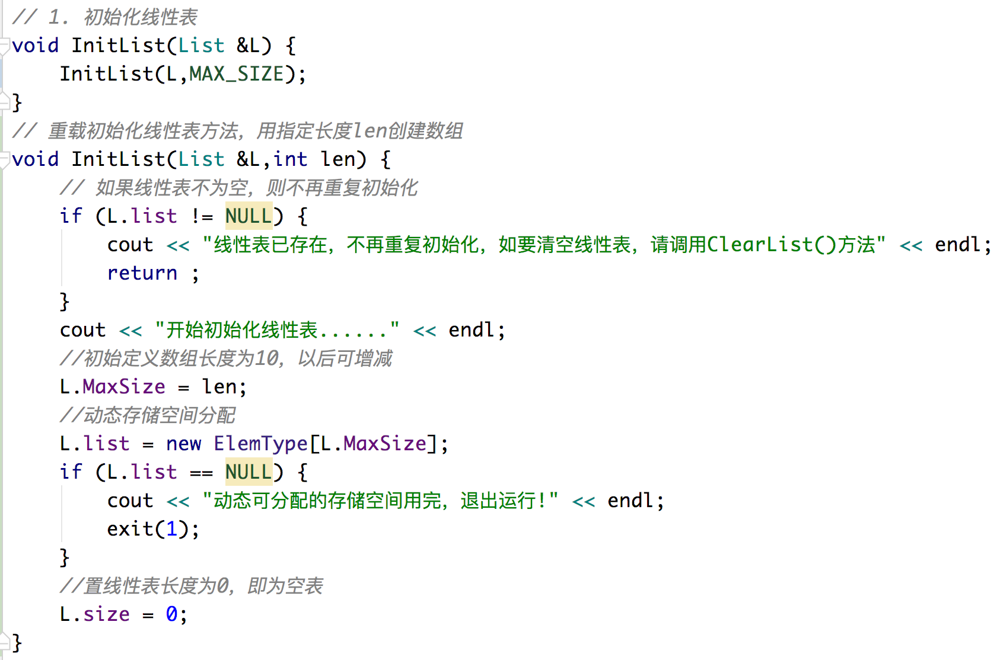 // 1. 初始化线性表
void InitList(List &L) {
    InitList(L,MAX_SIZE);
}
// 重载初始化线性表方法，用指定长度len创建数组
void InitList(List &L,int len) {
    // 如果线性表不为空，则不再重复初始化
    if (L.list != NULL) {
        cout << "线性表已存在，不再重复初始化，如要清空线性表，请调用ClearList()方法" << endl;
        return ;
    }
    cout << "开始初始化线性表......" << endl;
    //初始定义数组长度为10，以后可增减
    L.MaxSize = len;
    //动态存储空间分配
    L.list = new ElemType[L.MaxSize];
    if (L.list == NULL) {
        cout << "动态可分配的存储空间用完，退出运行!" << endl;
        exit(1);
    }
    //置线性表长度为0，即为空表
    L.size = 0;
}